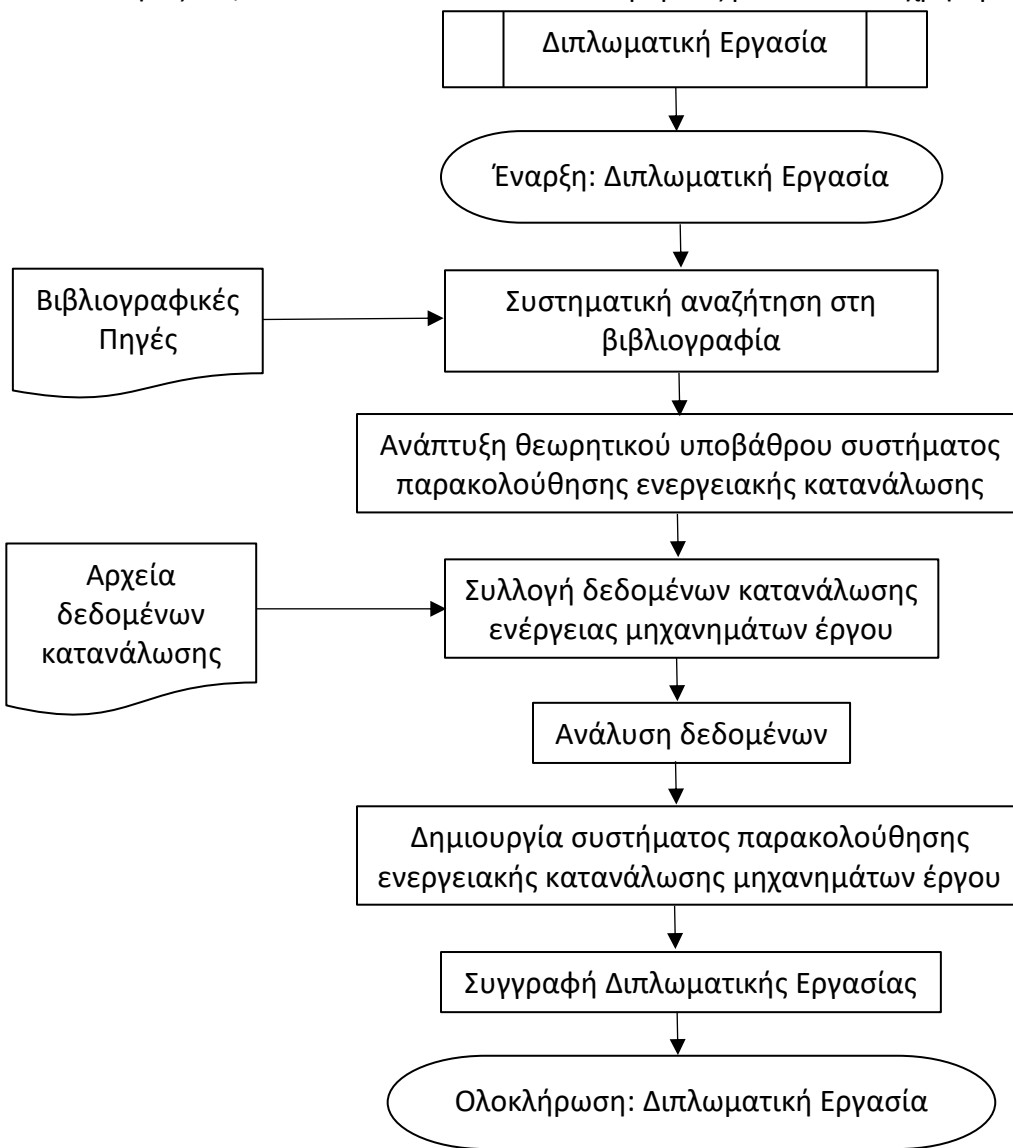 Διπλωματική Εργασία
Έναρξη: Διπλωματική Εργασία
Βιβλιογραφικές
Πηγές
Συστηματική αναζήτηση στη
βιβλιογραφία
Ανάπτυξη θεωρητικού υποβάθρου συστήματος
παρακολούθησης ενεργειακής κατανάλωσης
Αρχεία
δεδομένων
κατανάλωσης
Συλλογή δεδομένων κατανάλωσης
ενέργειας μηχανημάτων έργου
Ανάλυση δεδομένων
Δημιουργία συστήματος παρακολούθησης
ενεργειακής κατανάλωσης μηχανημάτων έργου
Συγγραφή Διπλωματικής Εργασίας
Ολοκλήρωση: Διπλωματική Εργασία